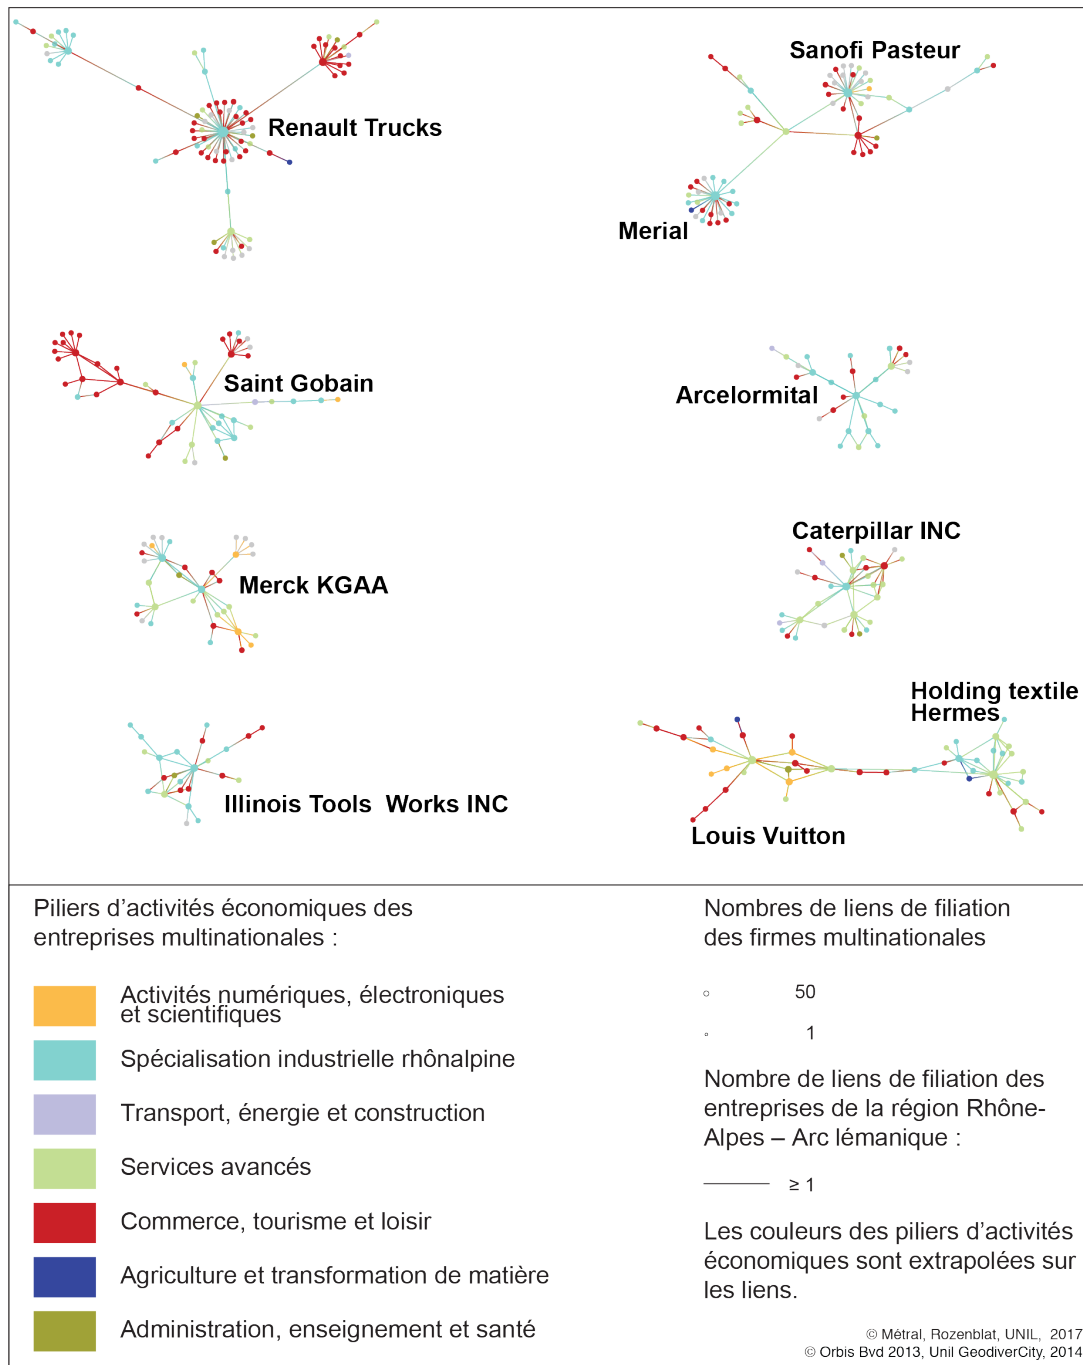 Sanofi Pasteur
Renault Trucks
Merial
Saint Gobain
Arcelormital
Caterpillar INC
Merck KGAA
Holding textile
Hermes
Illinois Tools Works INC
Louis Vuitton
Piliers d'activités économiques des
entreprises multinationales :
Activités numériques, électroniques
et scientifiques
Spécialisation industrielle rhônalpine
Transport, énergie et construction
Services avancés
Commerce, tourisme et loisir
Agriculture et transformation de matière
Administration, enseignement et santé
Nombres de liens de filiation
des firmes multinationales
50
1
Nombre de liens de filiation des
entreprises de la région Rhône-
Alpes – Arc lémanique :
≥ 1
Les couleurs des piliers d'activités
économiques sont extrapolées sur
les liens.
© Métral, Rozenblat, UNIL, 2017
© Orbis Bvd 2013, Unil GeodiverCity, 2014